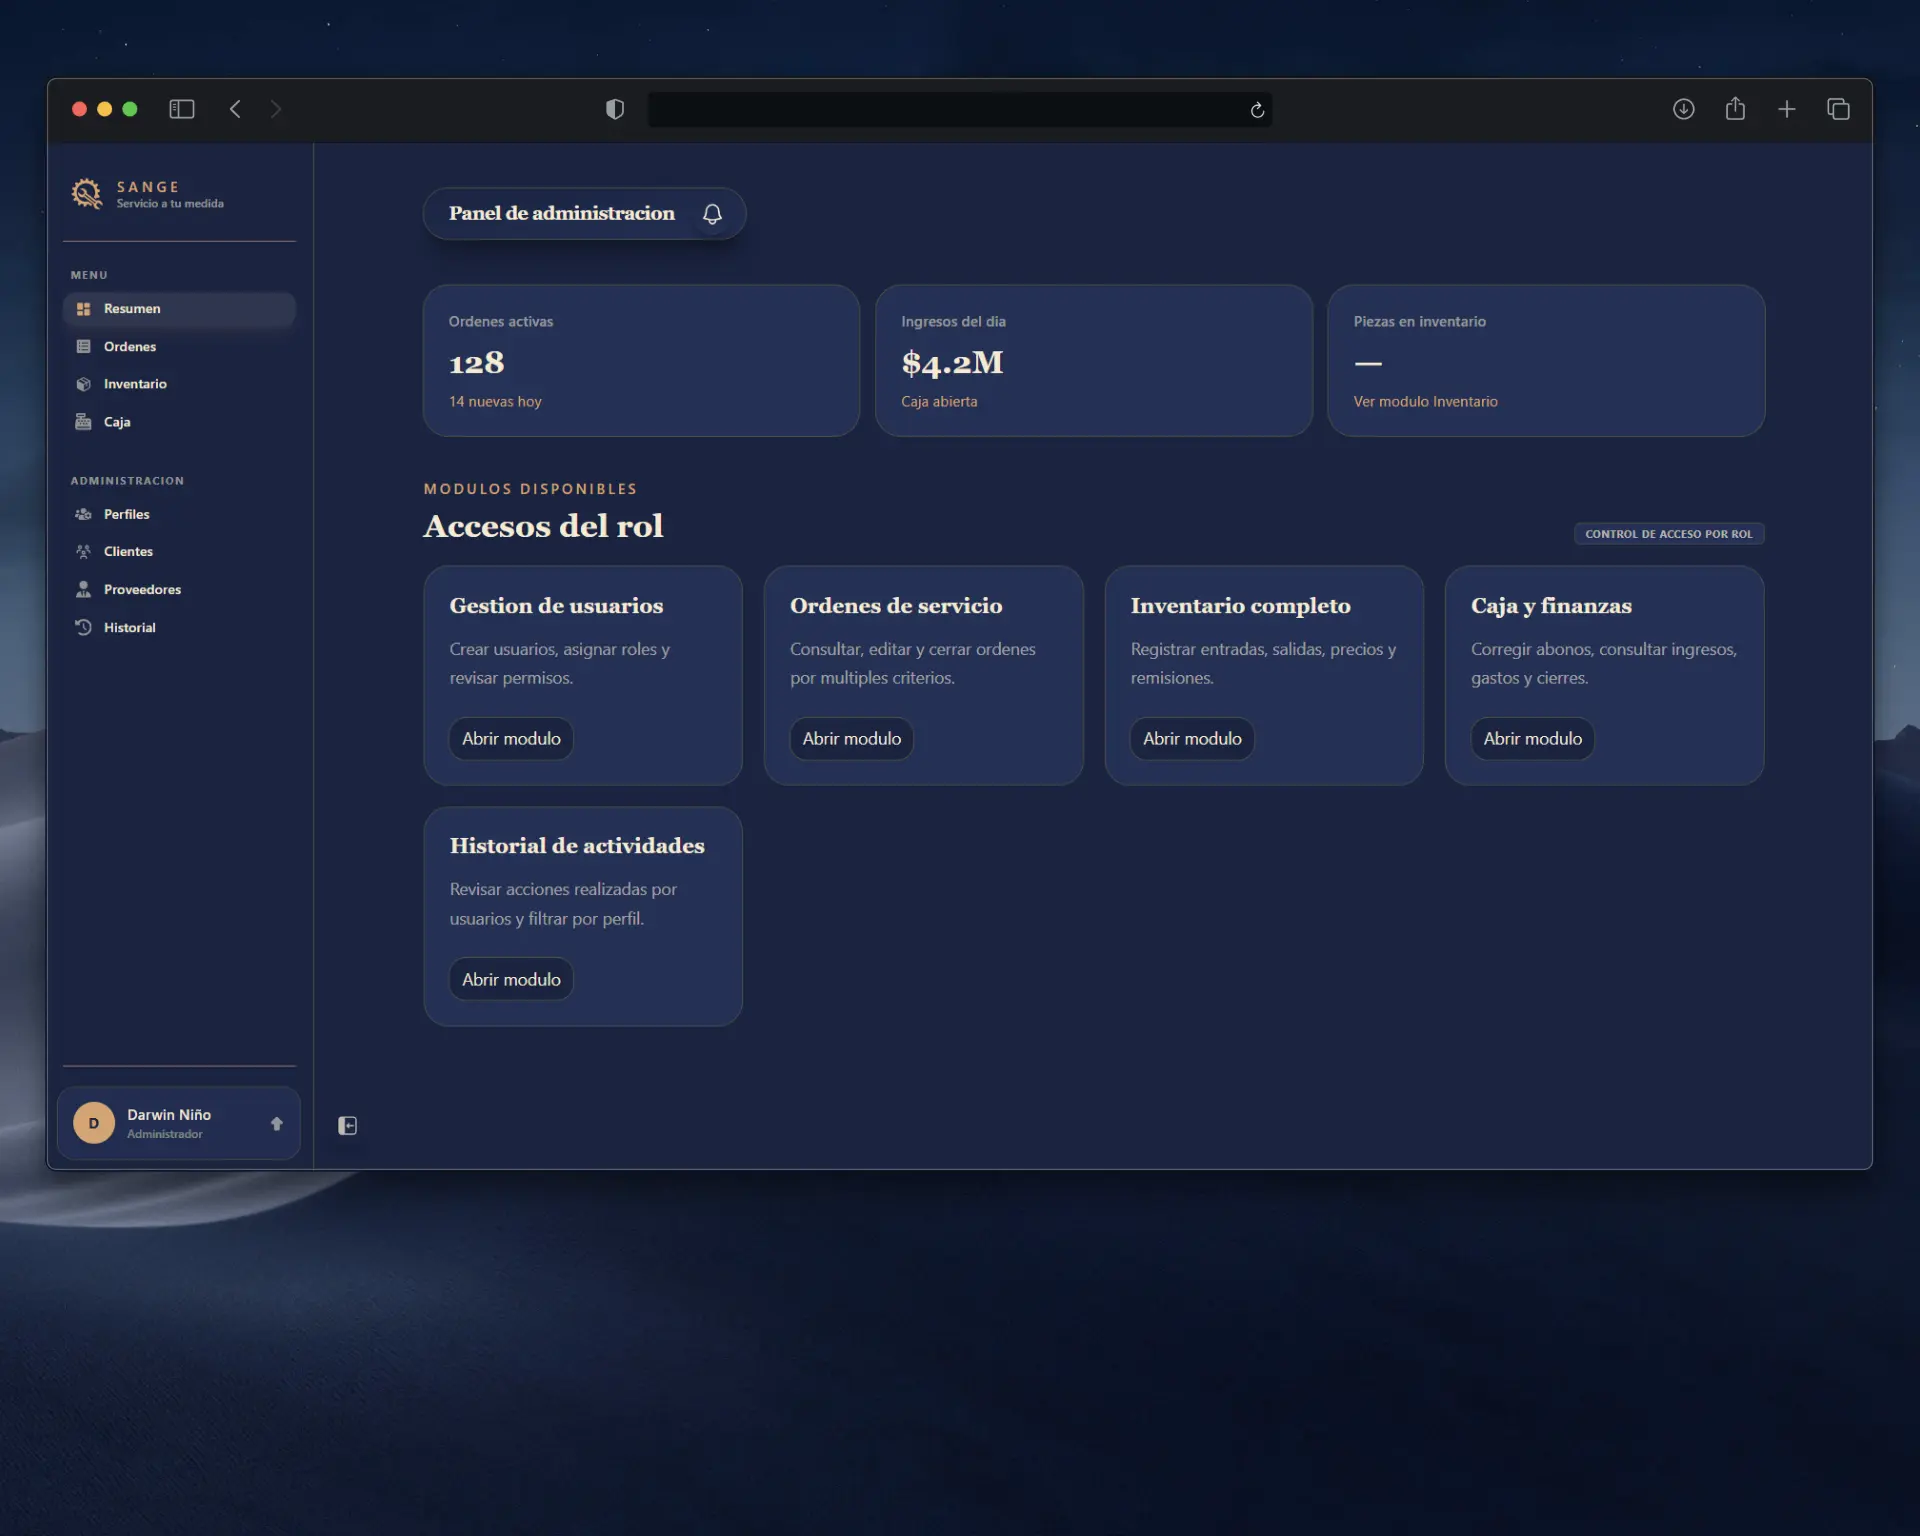 SANGE
Servicio a tu medida
MENU
Resumen
Ordenes
Inventario
Caja
ADMINISTRACION
Perfiles
Clientes
Proveedores
Historial
D
Darwin Niño
Administrador
Panel de administracion
Ordenes activas
128
14 nuevas hoy
Ingresos del dia
$4.2M
Caja abierta
Piezas en inventario
—
Ver modulo Inventario
MODULOS DISPONIBLES
Accesos del rol
CONTROL DE ACCESO POR ROL
Gestion de usuarios
Crear usuarios, asignar roles y
revisar permisos.
Abrir modulo
Ordenes de servicio
Consultar, editar y cerrar ordenes
por multiples criterios.
Abrir modulo
Inventario completo
Registrar entradas, salidas, precios y
remisiones.
Abrir modulo
Caja y finanzas
Corregir abonos, consultar ingresos,
gastos y cierres.
Abrir modulo
Historial de actividades
Revisar acciones realizadas por
usuarios y filtrar por perfil.
Abrir modulo